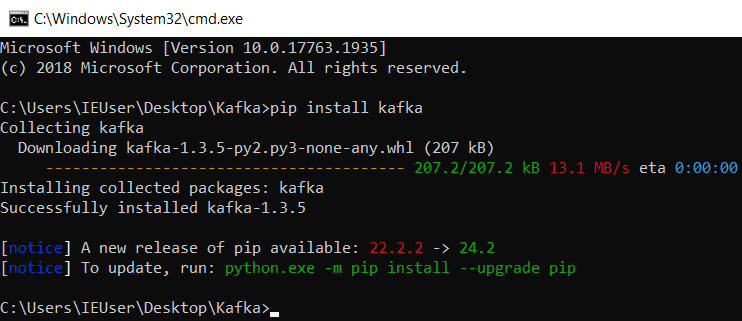 C:\Windows\System32\cmd.exe
Microsoft Windows [Version 10.0.17763.1935]
(c) 2018 Microsoft Corporation. All rights reserved.
C:\Users\IEUser\Desktop\Kafka>pip install kafka
Collecting kafka
  Downloading kafka-1.3.5-py2.py3-none-any.whl (207 kB)
     ---------------------------------------- 207.2/207.2 kB 13.1 MB/s eta 0:00:00
Installing collected packages: kafka
Successfully installed kafka-1.3.5
[notice] A new release of pip available: 22.2.2 -> 24.2
[notice] To update, run: python.exe -m pip install --upgrade pip
C:\Users\IEUser\Desktop\Kafka>